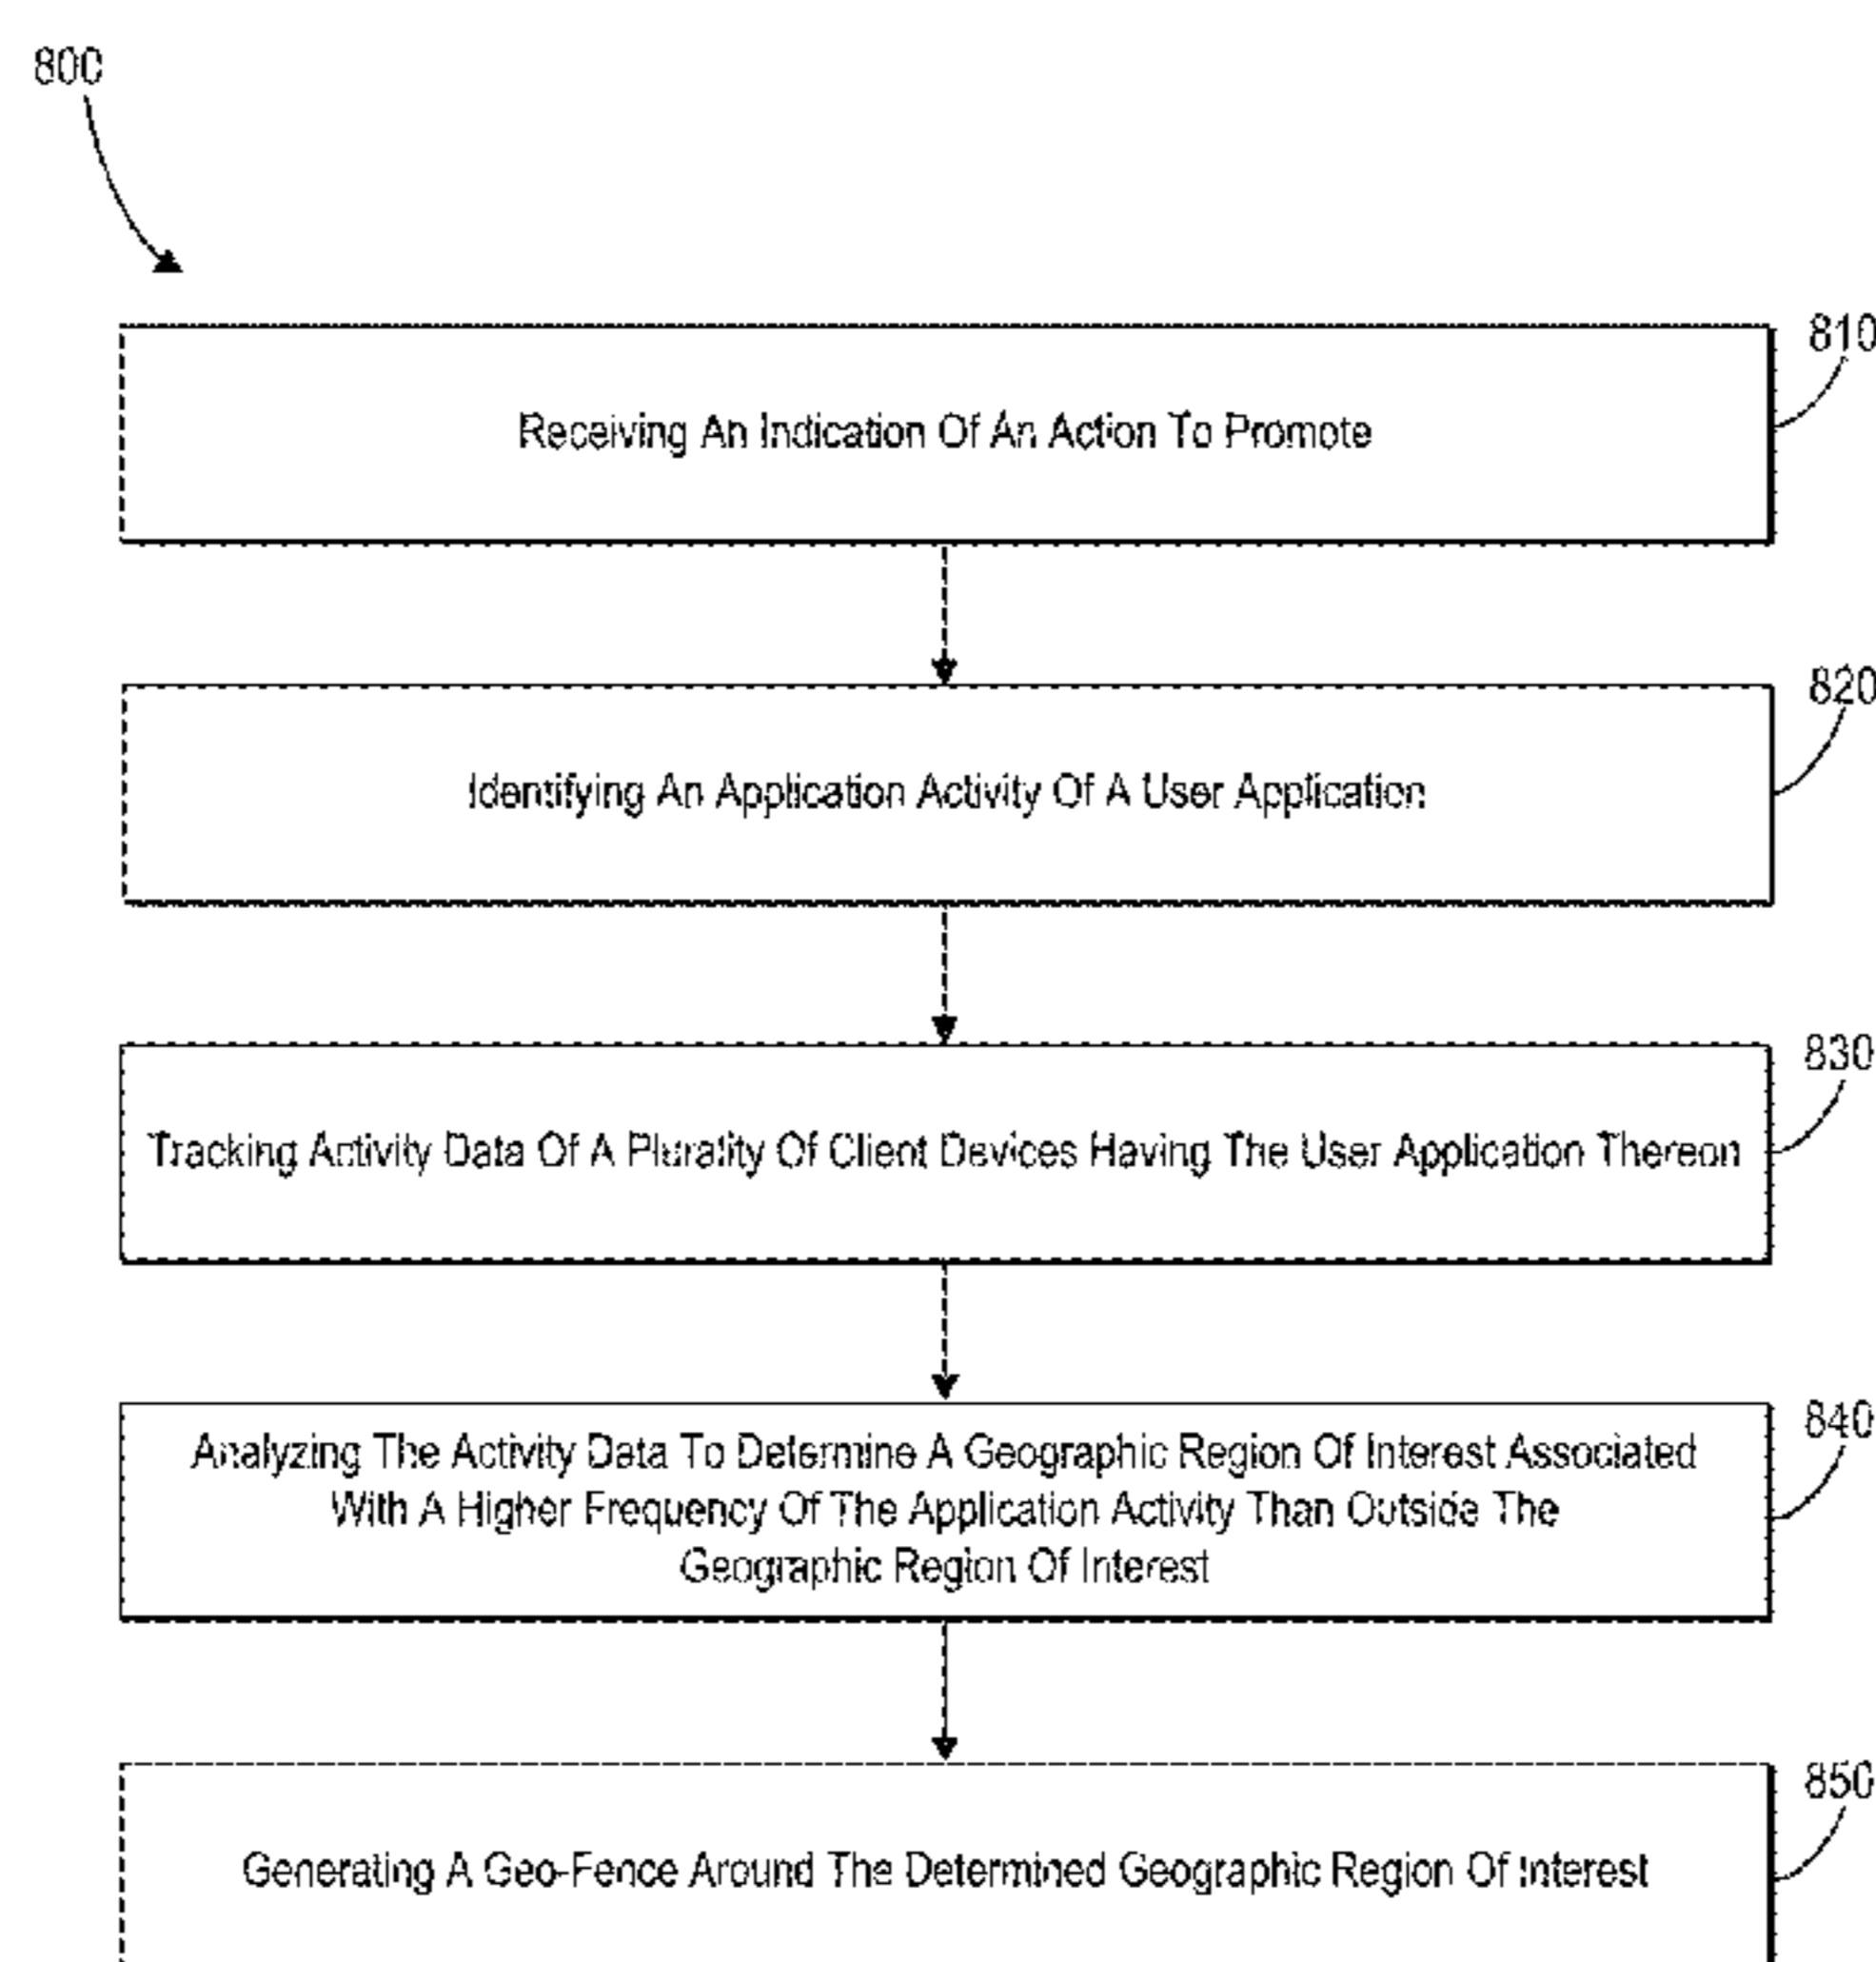 800
810
Receiving An Indication Of An Action To Promote
820
Identifying An Application Activity Of A User Application
830
Tracking Activity Data Of A Plurality Of Client Devices Having The User Application Thereon
840
Analyzing The Activity Data To Determine A Geographic Region Of Interest Associated
With A Higher Frequency Of The Application Activity Than Outside The
Geographic Region Of Interest
850
Generating A Geo-Fence Around The Determined Geographic Region Of Interest